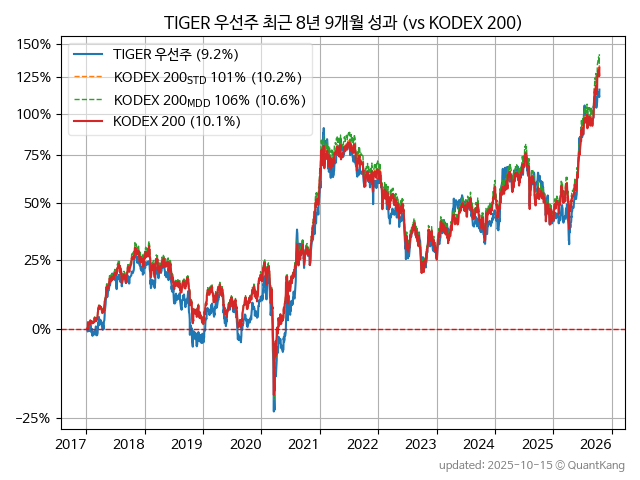 TIGER 우선주 최근 8년 9개월 성과 (vs KODEX 200)
150%
125%
100%
75%
50%
25%
0%
−25%
TIGER 우선주 (9.2%)
KODEX 200STD 101% (10.2%)
KODEX 200MDD 106% (10.6%)
KODEX 200 (10.1%)
2017 2018 2019 2020 2021 2022 2023 2024 2025 2026
updated: 2025-10-15 © QuantKang